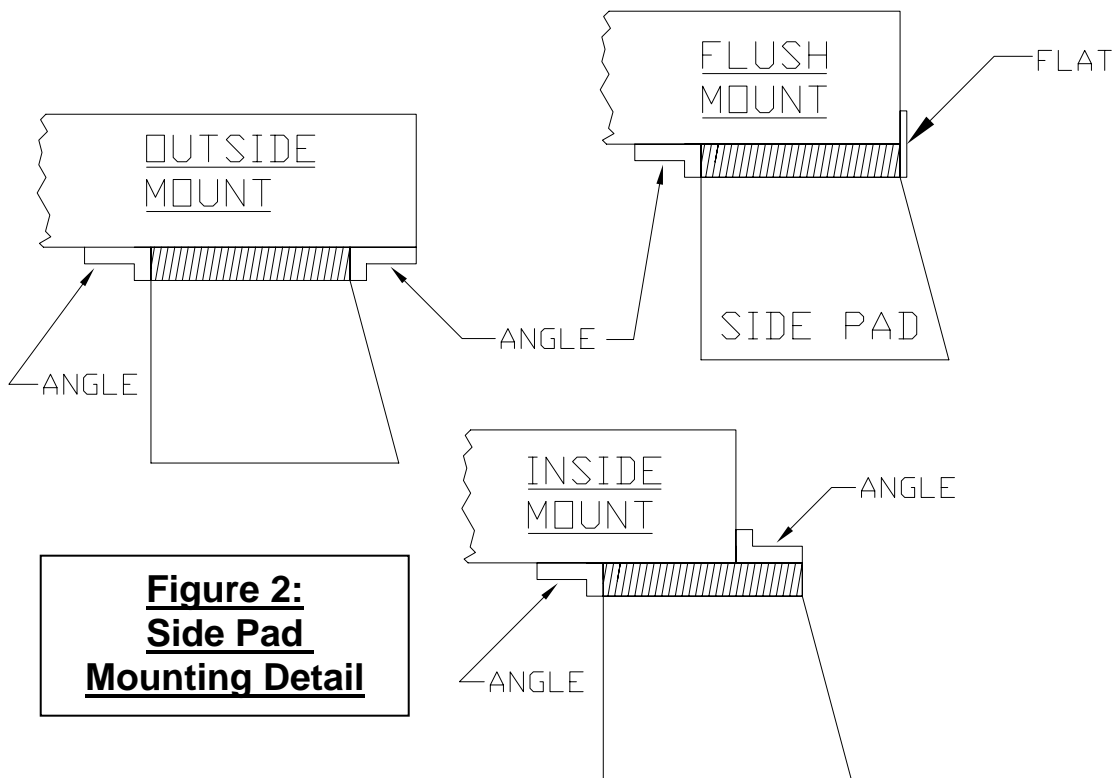 FLUSH
MOUNT
FLAT
OUTSIDE
MOUNT
SIDE PAD
ANGLE
ANGLE
INSIDE
MOUNT
ANGLE
ANGLE
Figure 2:
Side Pad
Mounting Detail